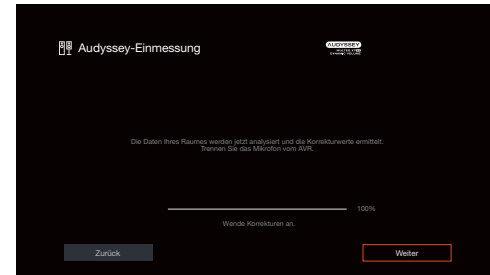 Audyssey-Einmessung
AUDYSSEY
Die Daten Ihres Raumes werden jetzt analysiert und die Korrekturwerte ermittelt.
Trennen Sie das Mikrofon vom AVR.
100%
Wende Korrekturen an.
Zurück
Weiter